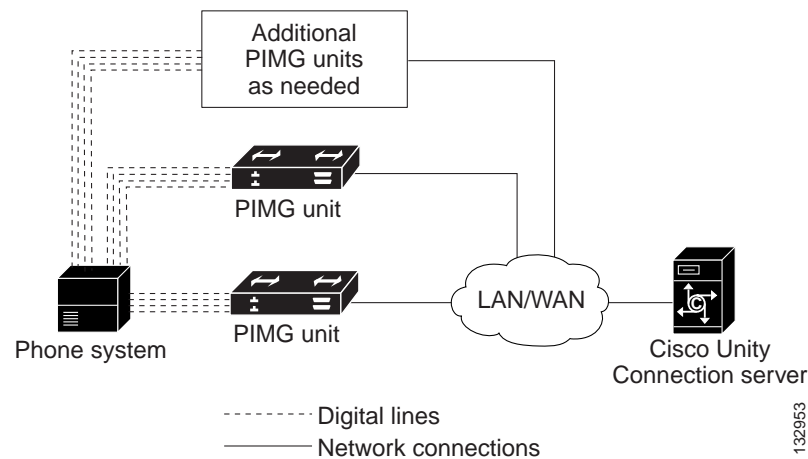 Additional
PIMG units
as needed
PIMG unit
PIMG unit
Phone system
LAN/WAN
C
Cisco Unity
Connection server
Digital lines
Network connections
132953